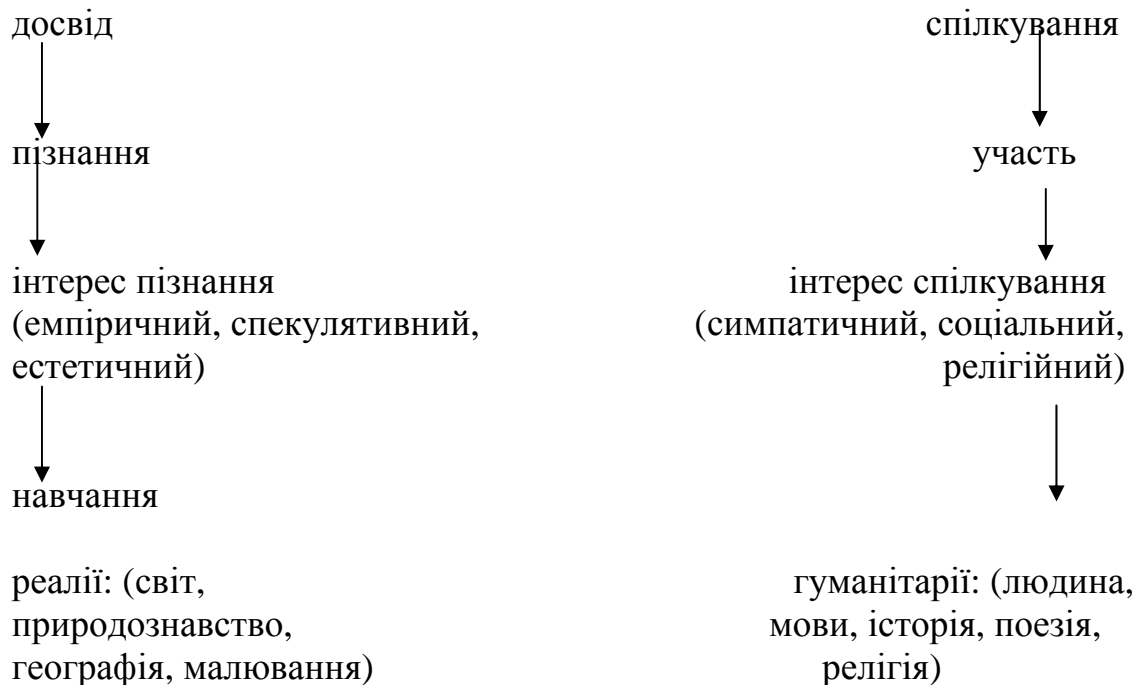 досвід спілкування
пізнання участь
інтерес пізнання інтерес спілкування
(емпіричний, спекулятивний, (симпатичний, соціальний,
естетичний) релігійний)
навчання
реалії: (світ, гуманітарії: (людина,
природознавство, мови, історія, поезія,
географія, малювання) релігія)